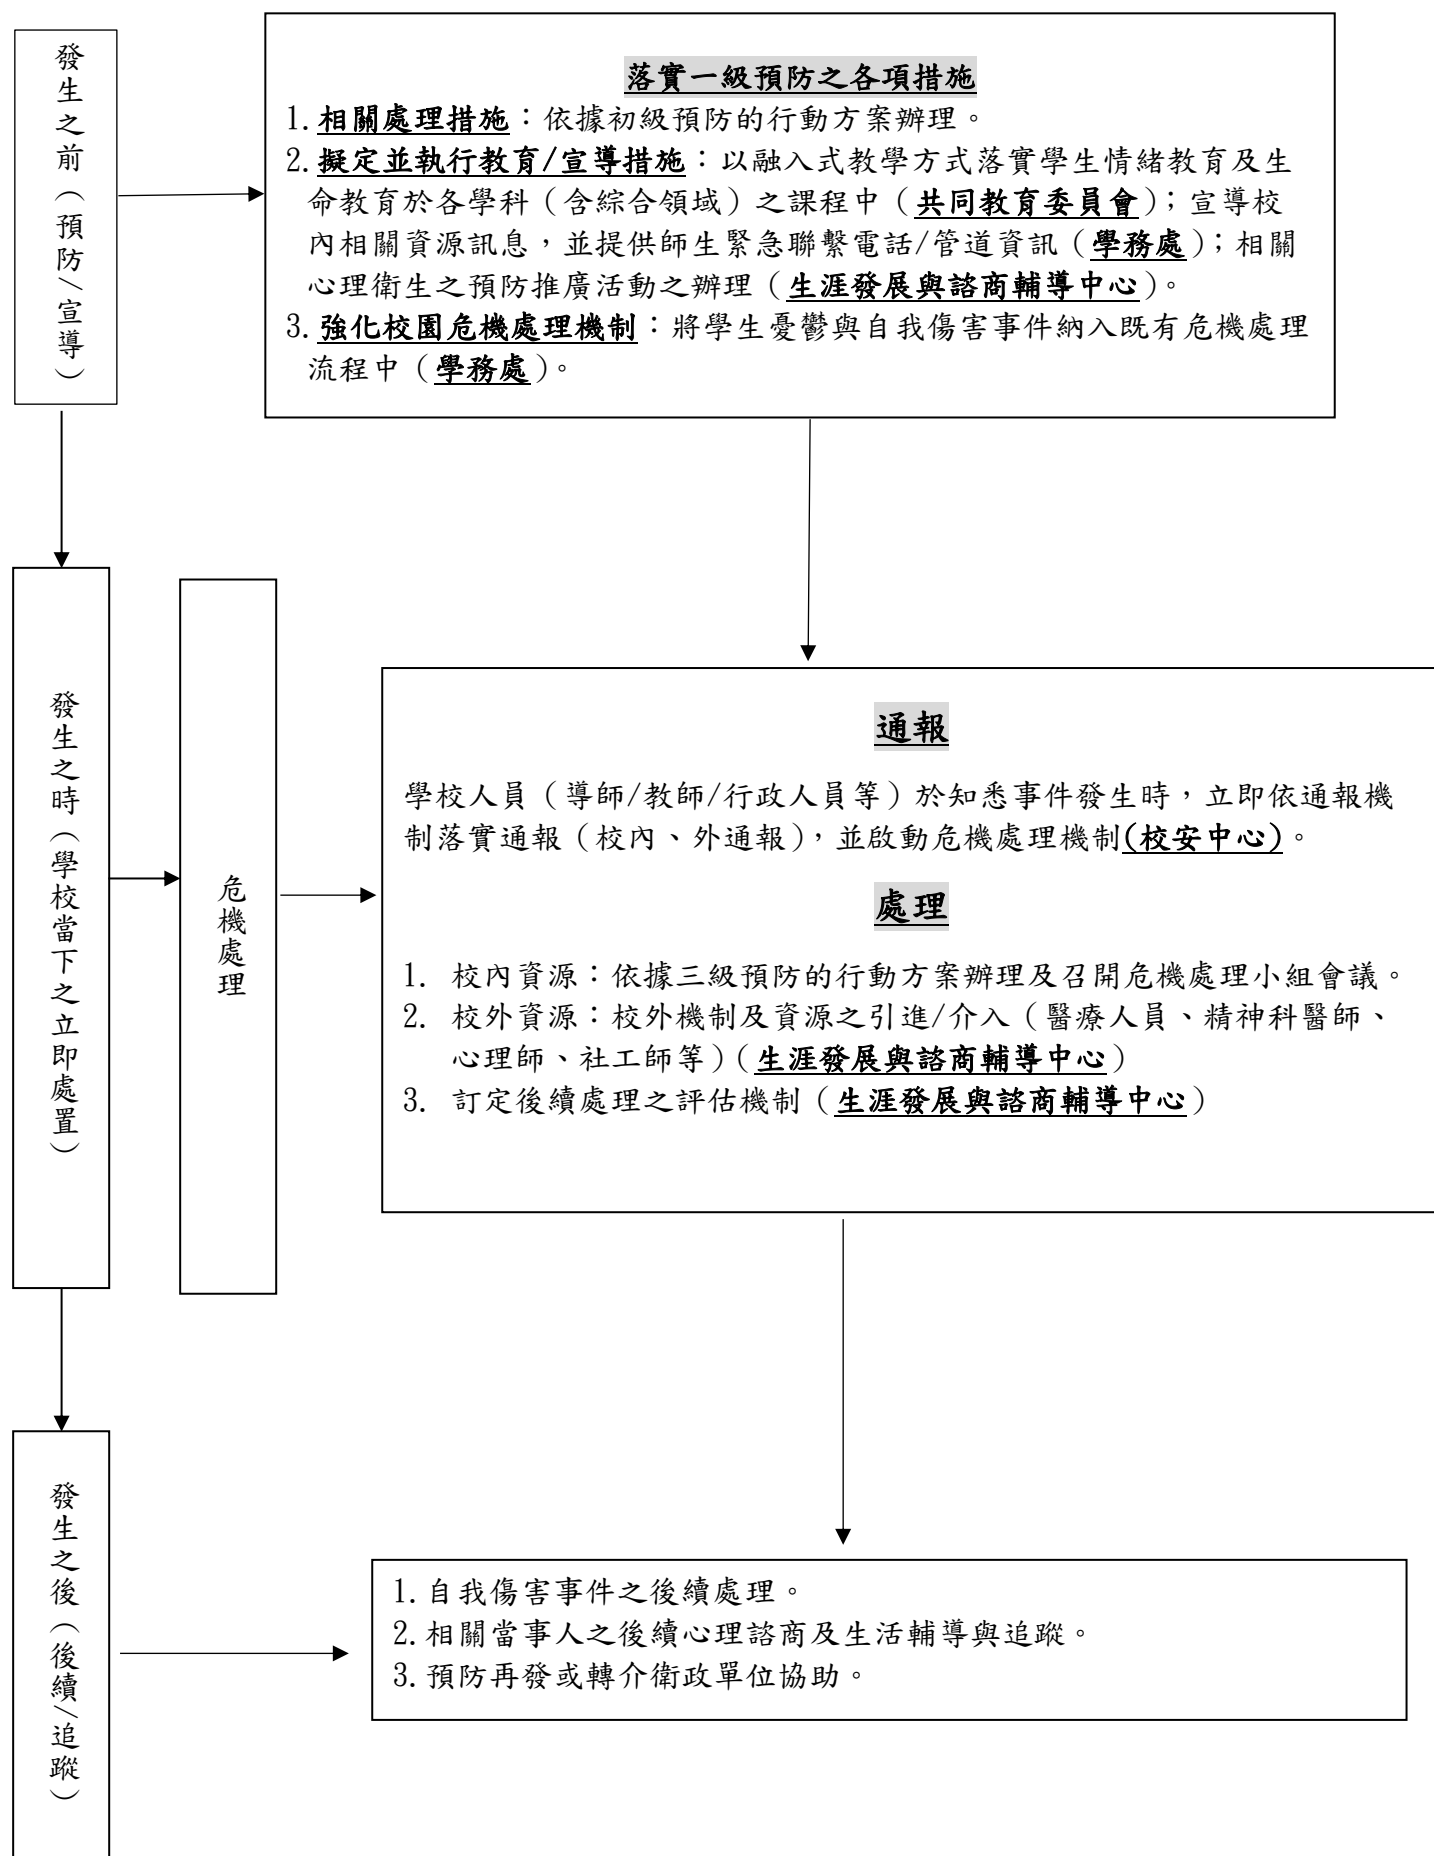 發生之前（預防/宣導）
落實一級預防之各項措施
1.相關處理措施：依據初級預防的行動方案辦理。
2.擬定並執行教育/宣導措施：以融入式教學方式落實學生情緒教育及生
命教育於各學科（含綜合領域）之課程中（共同教育委員會）；宣導校
內相關資源訊息，並提供師生緊急聯繫電話/管道資訊（學務處）；相關
心理衛生之預防推廣活動之辦理（生涯發展與諮商輔導中心）。
3.強化校園危機處理機制：將學生憂鬱與自我傷害事件納入既有危機處理
流程中（學務處）。
發生之時（學校當下之立即處置）
危機處理
通報
學校人員（導師/教師/行政人員等）於知悉事件發生時，立即依通報機
制落實通報（校內、外通報），並啟動危機處理機制(校安中心)。
處理
1. 校內資源：依據三級預防的行動方案辦理及召開危機處理小組會議。
2. 校外資源：校外機制及資源之引進/介入（醫療人員、精神科醫師、
心理師、社工師等）（生涯發展與諮商輔導中心）
3. 訂定後續處理之評估機制（生涯發展與諮商輔導中心）
發生之後（後續/追蹤）
1.自我傷害事件之後續處理。
2.相關當事人之後續心理諮商及生活輔導與追蹤。
3.預防再發或轉介衛政單位協助。